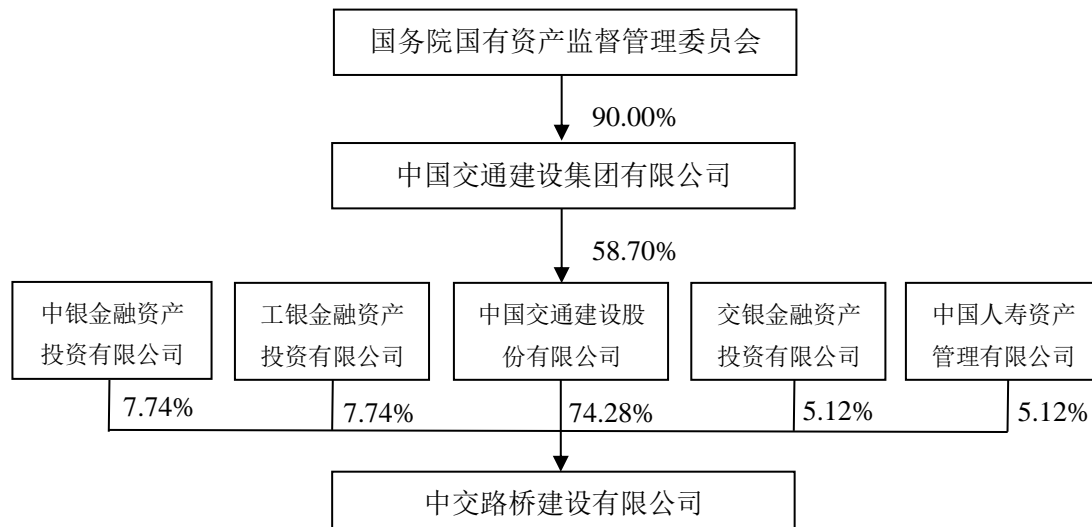 国务院国有资产监督管理委员会
90.00%
中国交通建设集团有限公司
58.70%
中银金融资产
投资有限公司
工银金融资产
投资有限公司
中国交通建设股
份有限公司
交银金融资产
投资有限公司
中国人寿资产
管理有限公司
7.74%
7.74%
74.28%
5.12%
5.12%
中交路桥建设有限公司